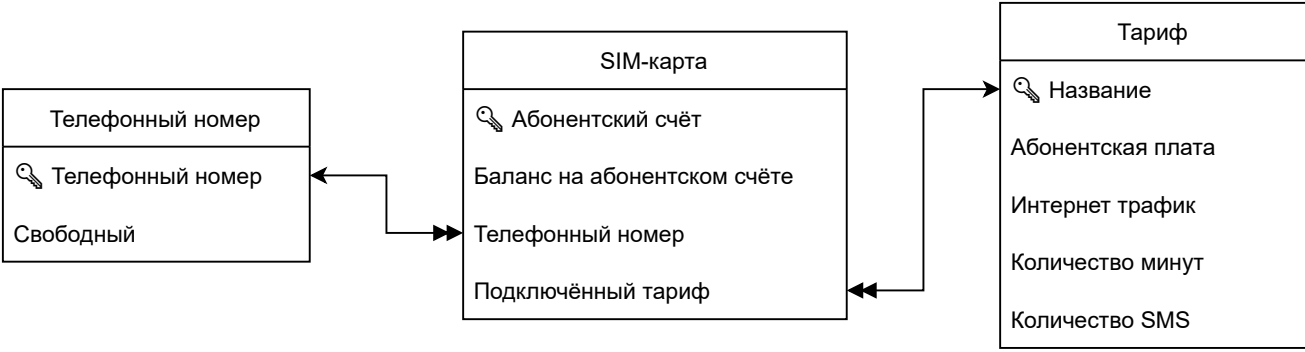 Телефонный номер
Телефонный номер
Свободный
SIM-карта
Абонентский счёт
Баланс на абонентском счёте
Телефонный номер
Подключённый тариф
Тариф
Название
Абонентская плата
Интернет трафик
Количество минут
Количество SMS